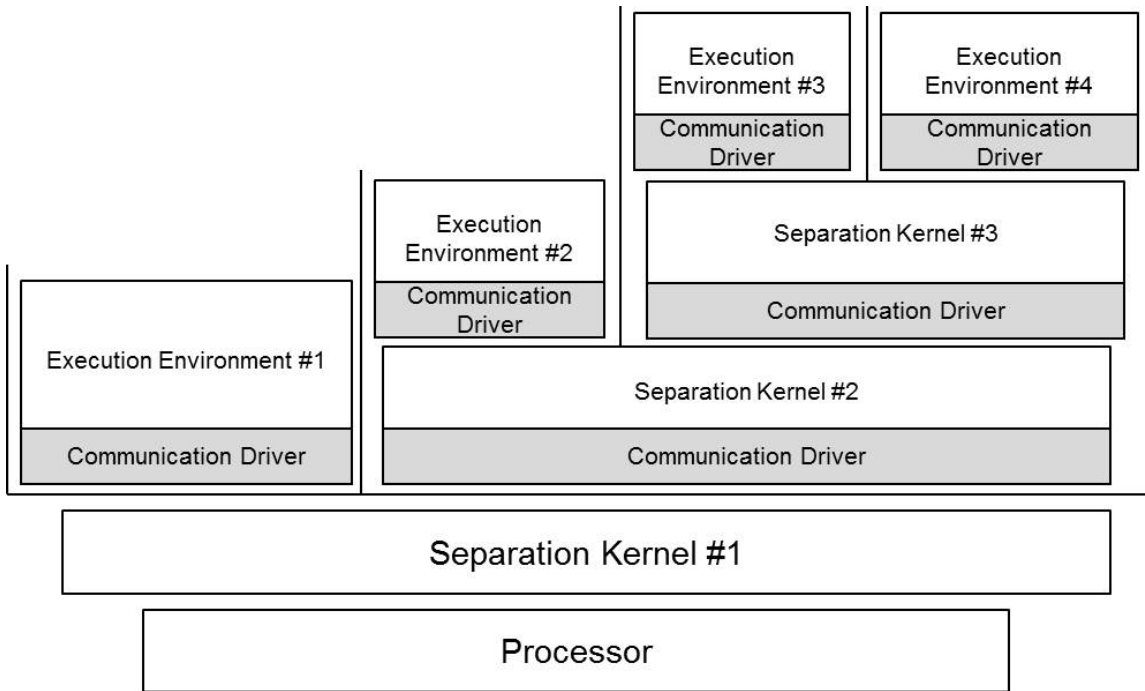 Execution
Environment #3
Communication
Driver
Execution
Environment #4
Communication
Driver
Execution
Environment #2
Communication
Driver
Separation Kernel #3
Communication Driver
Execution Environment #1
Communication Driver
Separation Kernel #2
Communication Driver
Separation Kernel #1
Processor